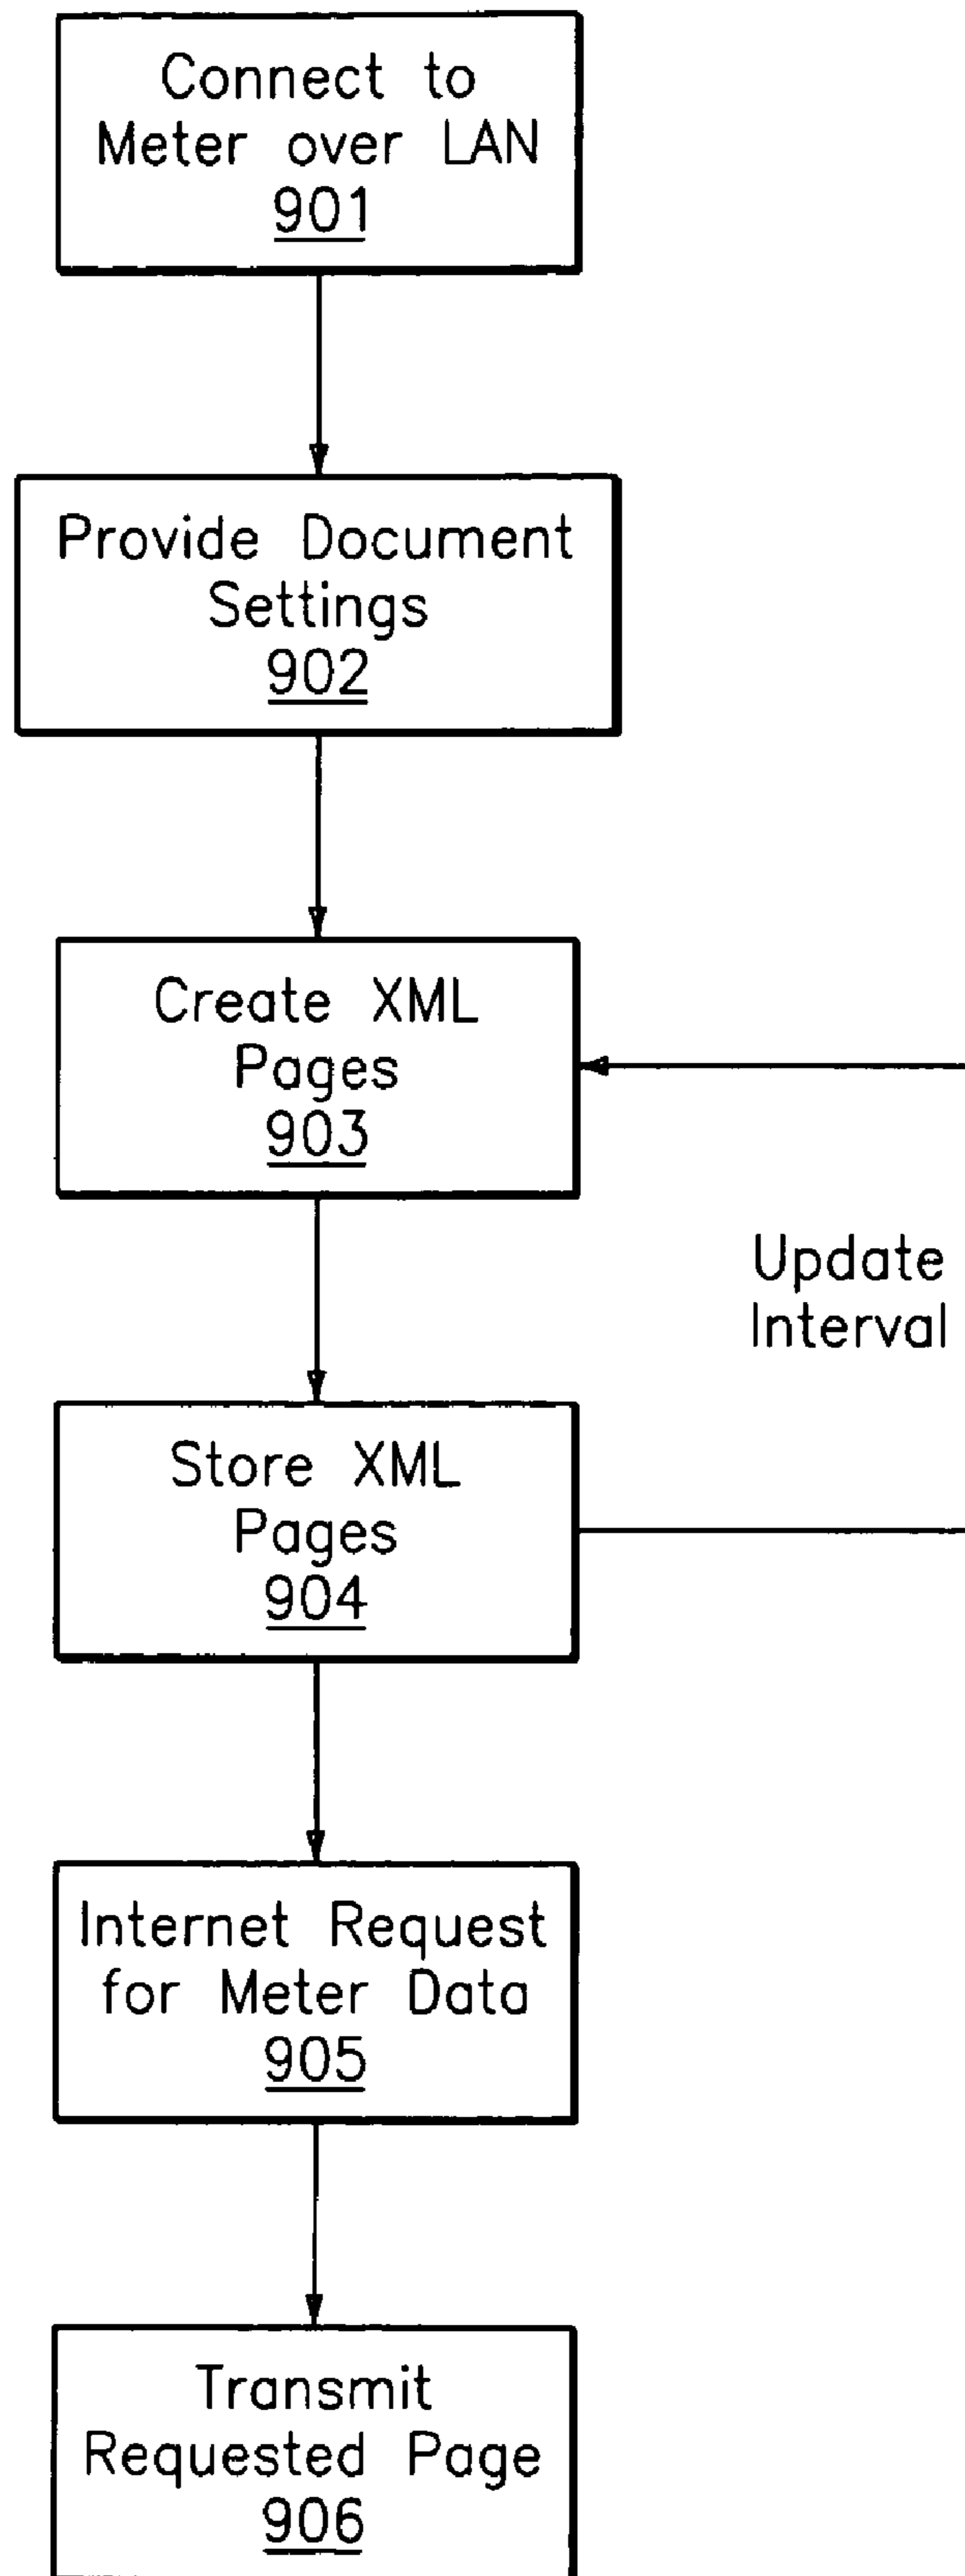 Connect to
Meter over LAN
901
Provide Document
Settings
902
Create XML
Pages
903
Update
Interval
Store XML
Pages
904
Internet Request
for Meter Data
905
Transmit
Requested Page
906